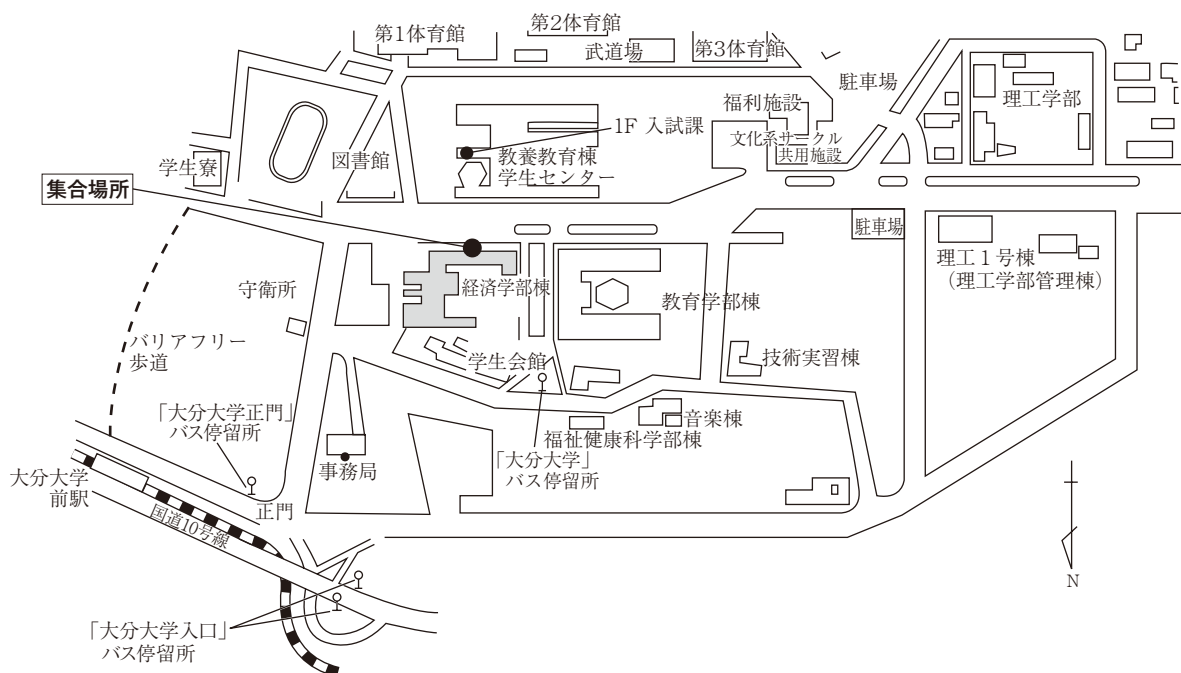 第1体育館
第2体育館
武道場
第3体育館
駐車場
理工学部
福利施設
1F 入試課
文化系サークル
共用施設
図書館
教養教育棟
学生センター
学生寮
集合場所
駐車場
理工１号棟
（理工学部管理棟）
経済学部棟
守衛所
教育学部棟
バリアフリー
歩道
学生会館
技術実習棟
「大分大学正門」
バス停留所
音楽棟
福祉健康科学部棟
事務局
「大分大学」
バス停留所
大分大学
前駅
正門
国道10号線
N
「大分大学入口」
バス停留所